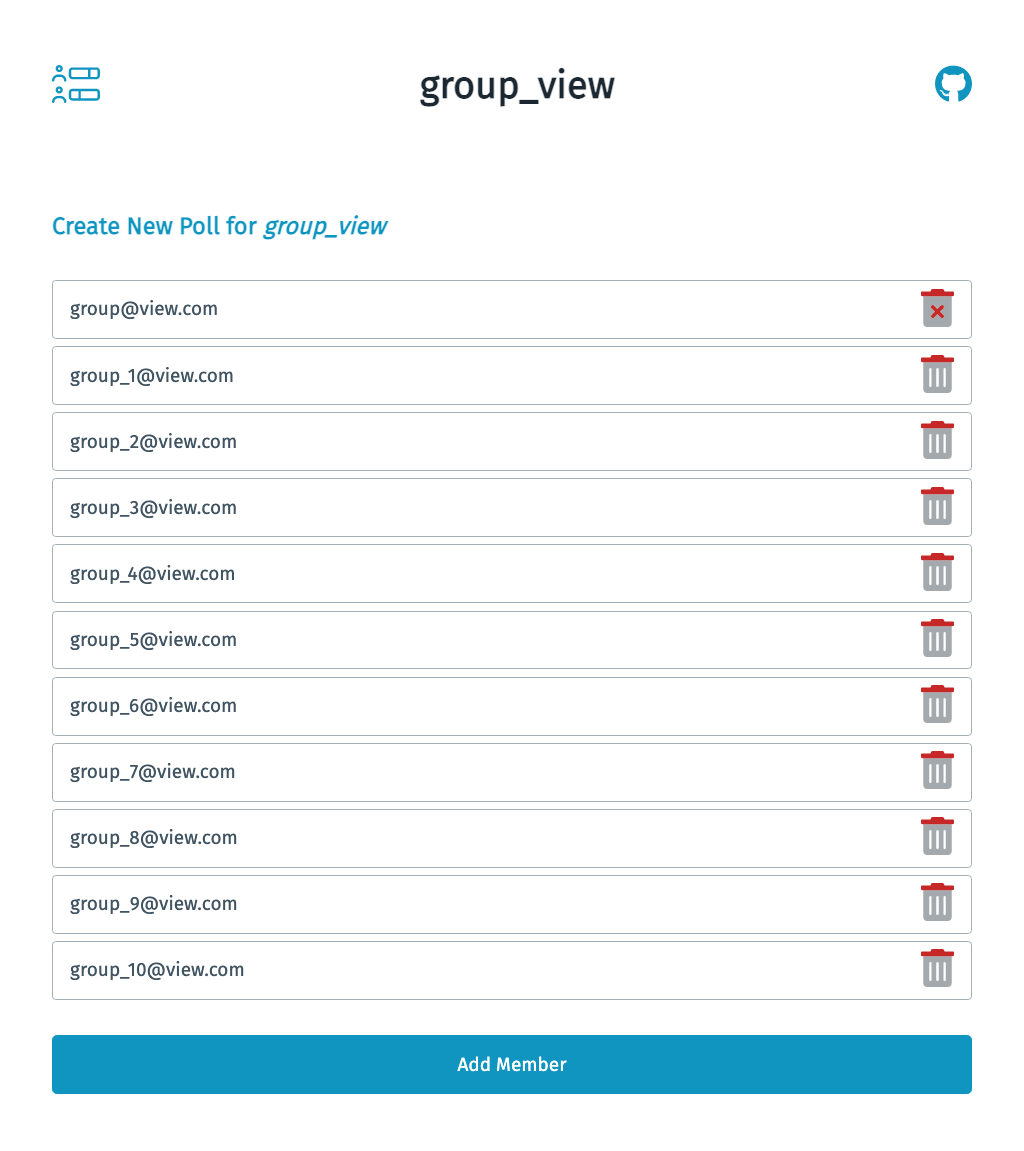 group_view
Create New Poll for group_view
group@view.com
group_1@view.com
group_2@view.com
group_3@view.com
group_4@view.com
group_5@view.com
group_6@view.com
group_7@view.com
group_8@view.com
group_9@view.com
group_10@view.com
Add Member